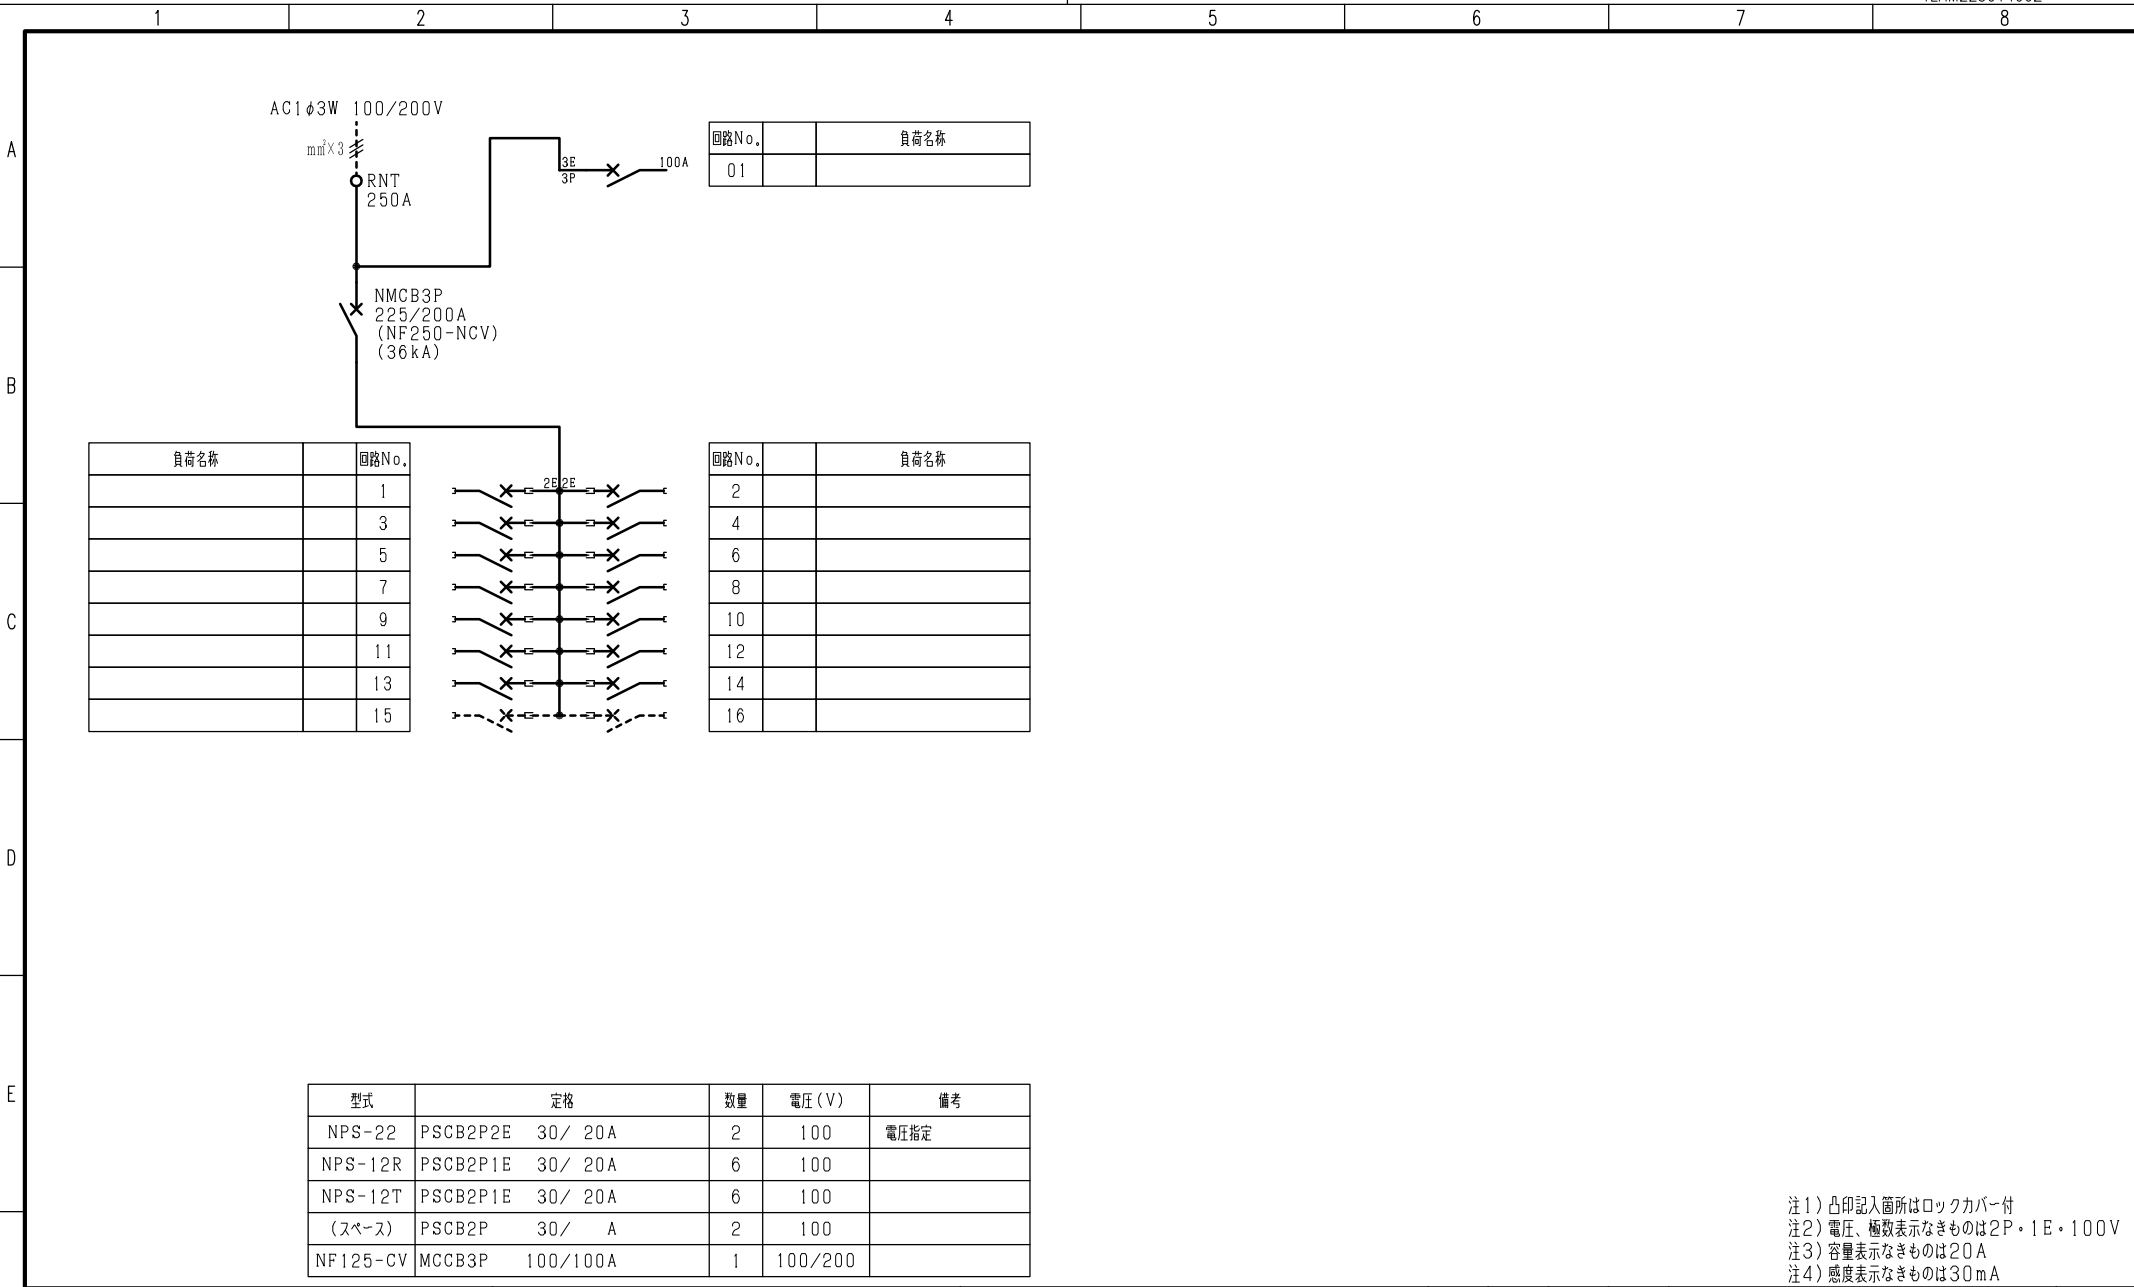 1 2 3 4 5 6 7 8
A
B
C
D
E
AC1φ3W 100/200V
mm²×3
RNT
250A
3E
3P
100A
回路No. 負荷名称
01
NMCB3P
225/200A
(NF250-NCV)
(36kA)
負荷名称 回路No.
1
3
5
7
9
11
13
15
2E 2E
回路No. 負荷名称
2
4
6
8
10
12
14
16
型式 定格 数量 電圧(V) 備考
NPS-22 PSCB2P2E 30/ 20A 2 100 電圧指定
NPS-12R PSCB2P1E 30/ 20A 6 100
NPS-12T PSCB2P1E 30/ 20A 6 100
(スペース) PSCB2P 30/ A 2 100
NF125-CV MCCB3P 100/100A 1 100/200
注1)凸印記入箇所はロックカバー付
注2)電圧、極数表示なきものは2P・1E・100V
注3)容量表示なきものは20A
注4)感度表示なきものは30mA